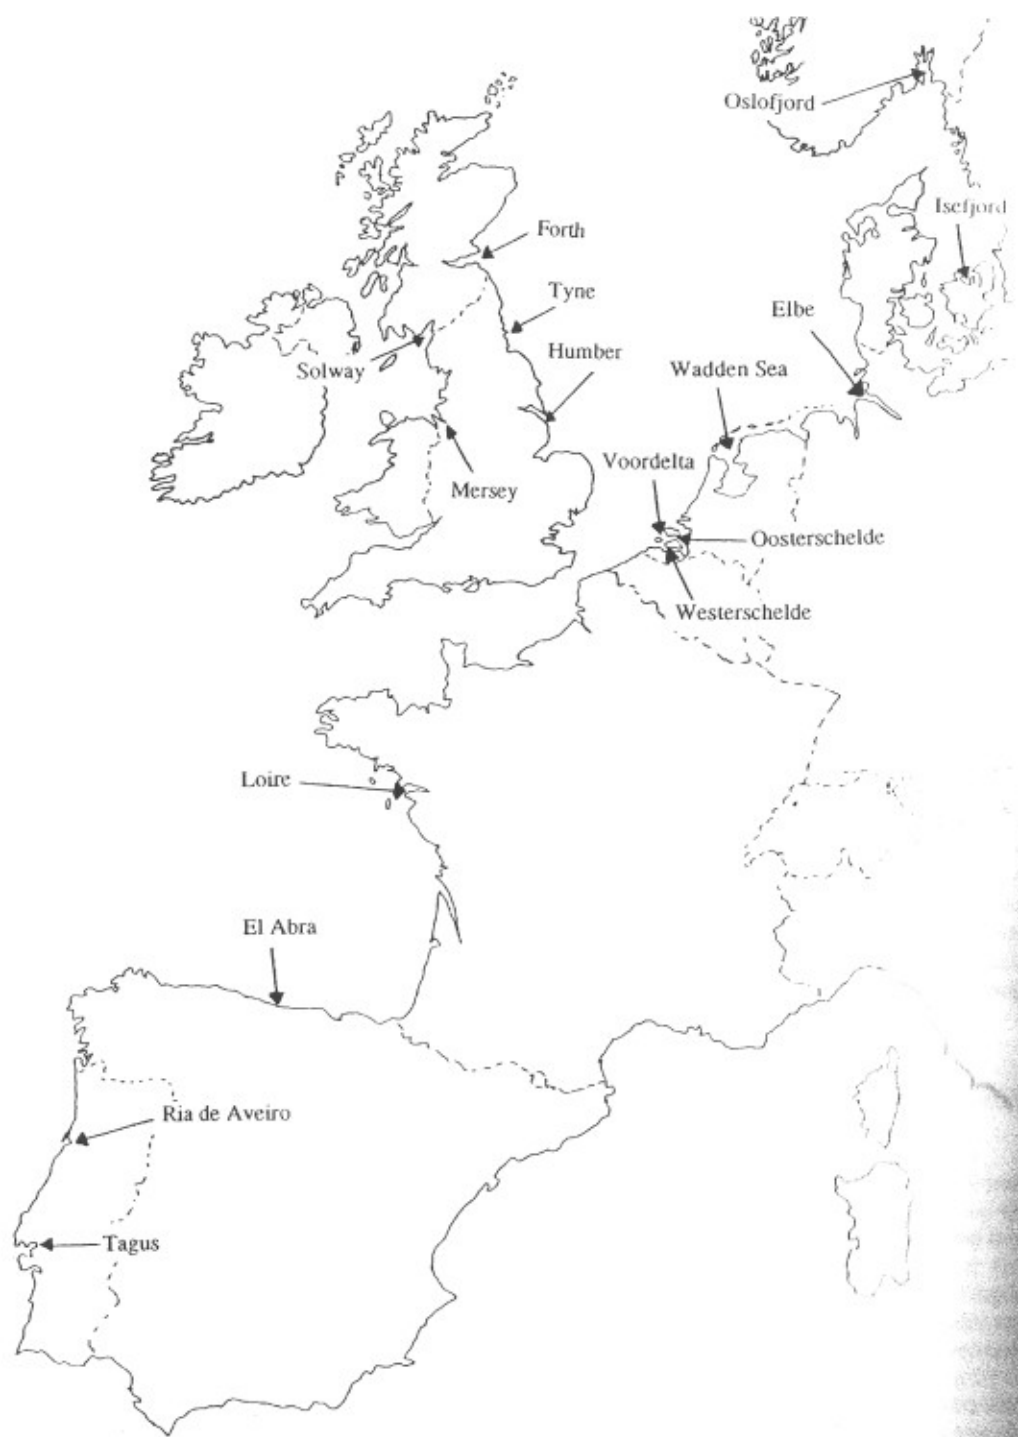 Oslofjord
Isefjord
Forth
Tyne
Elbe
Humber
Solway
Wadden Sea
Voordelta
Mersey
Oosterschelde
Westerschelde
Loire
El Abra
Ria de Aveiro
Tagus